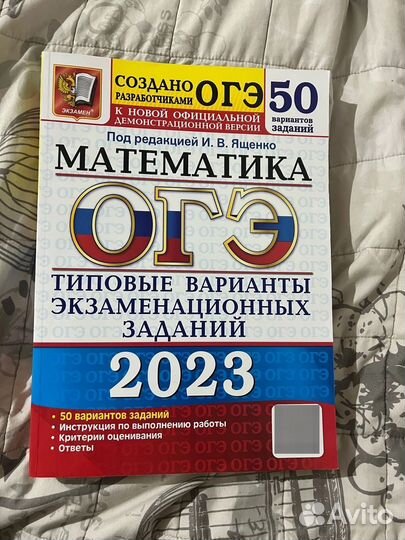 СОЗДАНО
РАЗРАБОТЧИКАМИ ОГЭ
К НОВОЙ ОФИЦИАЛЬНОЙ
ДЕМОНСТРАЦИОННОЙ ВЕРСИИ
50
вариантов
заданий
ЭКЗАМЕН
Под редакцией И. В. Ященко
МАТЕМАТИКА
ОГЭ
ТИПОВЫЕ ВАРИАНТЫ
ЭКЗАМЕНАЦИОННЫХ
ЗАДАНИЙ
2023
• 50 вариантов заданий
• Инструкция по выполнению работы
• Критерии оценивания
• Ответы
Avito